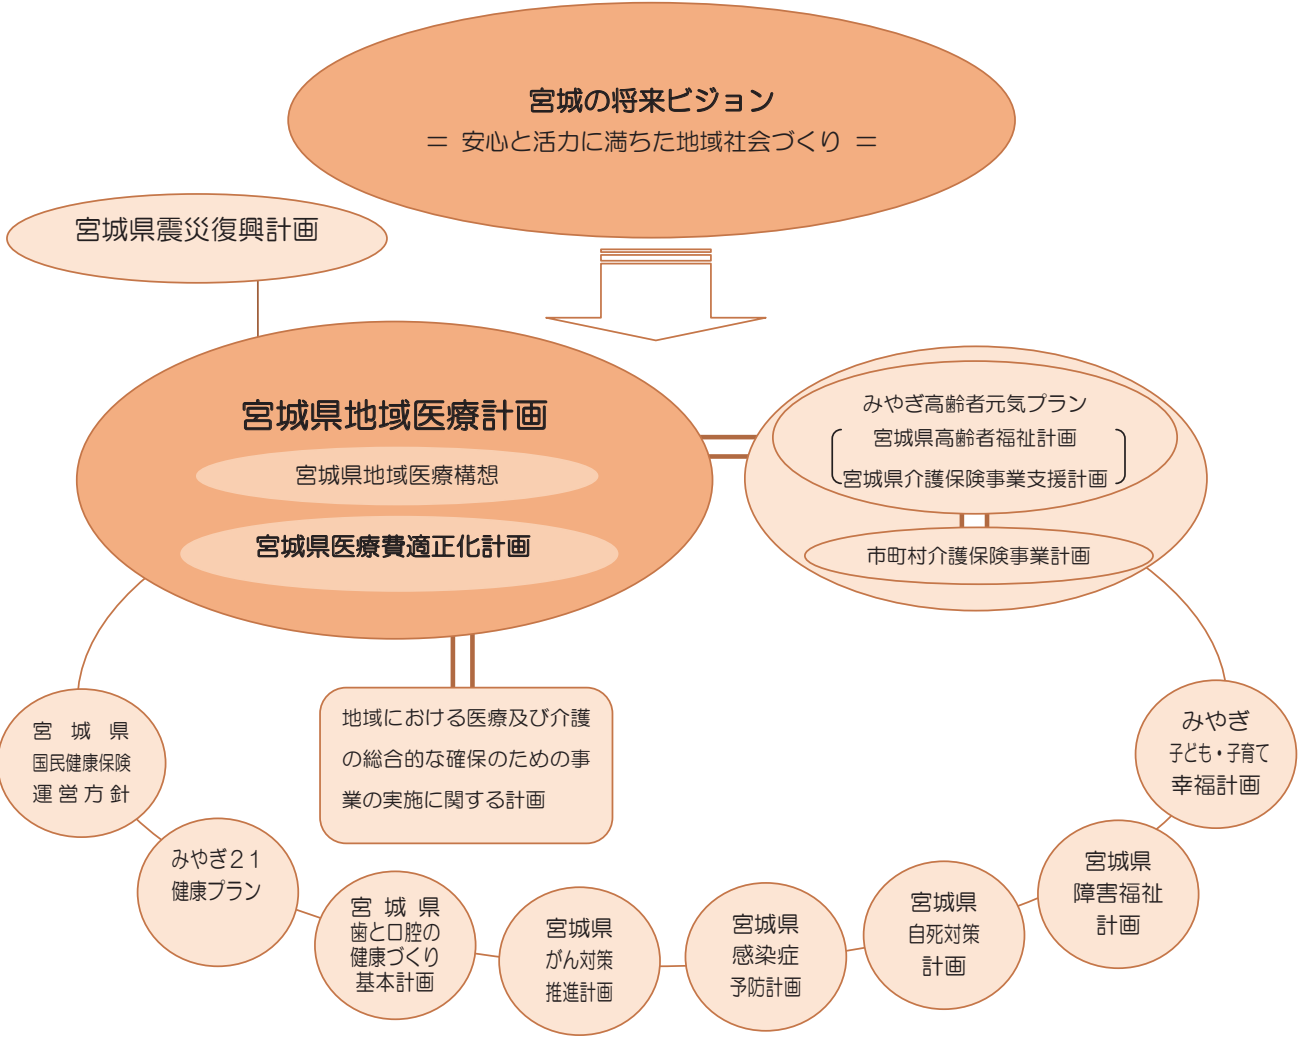 宮城の将来ビジョン
＝ 安心と活力に満ちた地域社会づくり ＝
宮城県震災復興計画
宮城県地域医療計画
宮城県地域医療構想
宮城県医療費適正化計画
みやぎ高齢者元気プラン
宮城県高齢者福祉計画
宮城県介護保険事業支援計画
市町村介護保険事業計画
地域における医療及び介護
の総合的な確保のための事
業の実施に関する計画
宮 城 県
国民健康保険
運営方針
みやぎ２１
健康プラン
宮 城 県
歯と口腔の
健康づくり
基本計画
宮城県
がん対策
推進計画
宮城県
感染症
予防計画
宮城県
自死対策
計画
宮城県
障害福祉
計画
みやぎ
子ども・子育て
幸福計画